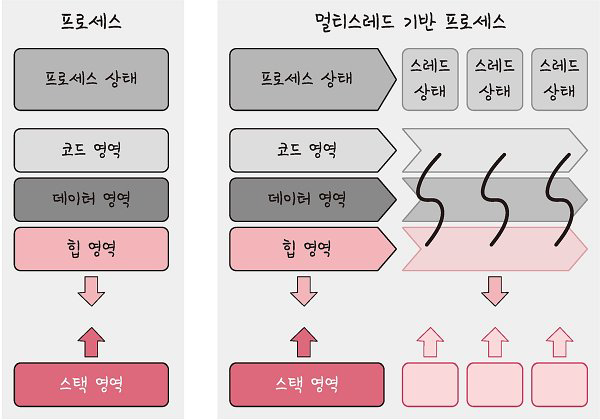 프로세스
프로세스 상태
코드 영역
데이터 영역
힙 영역
스택 영역
멀티스레드 기반 프로세스
프로세스 상태
스레드
상태
스레드
상태
스레드
상태
코드 영역
데이터 영역
힙 영역
스택 영역